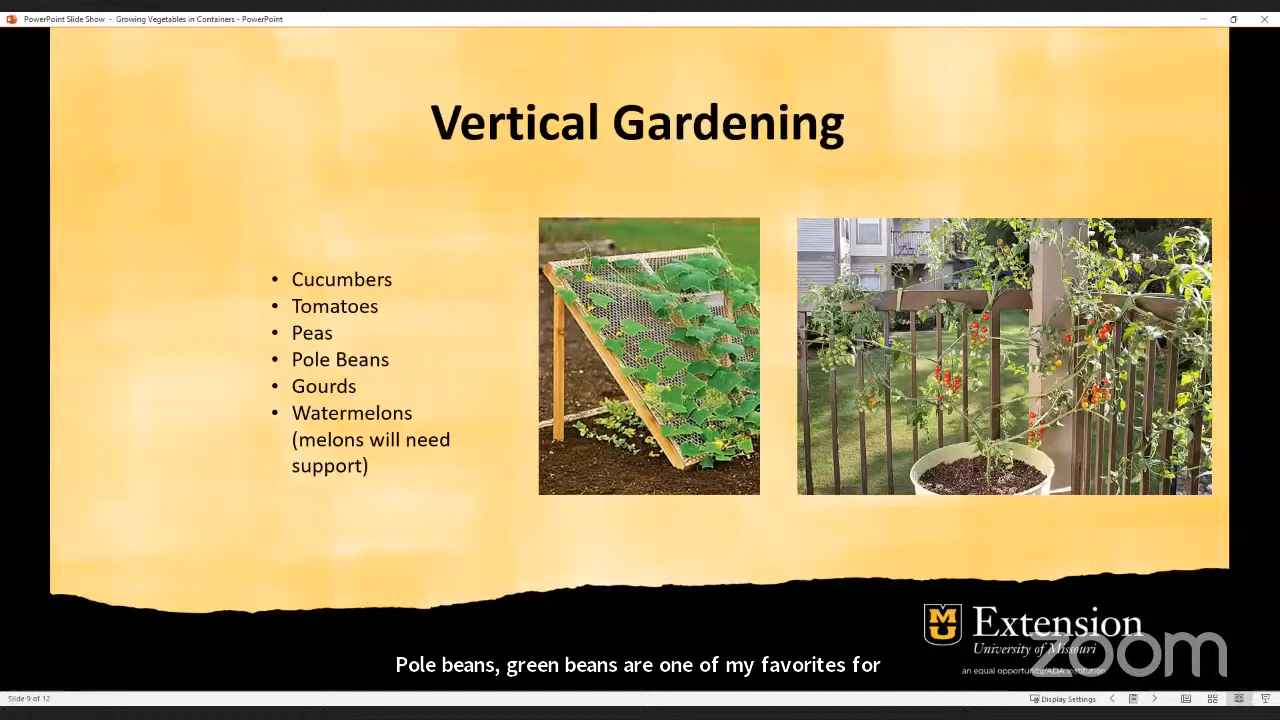 PowerPoint Slide Show - Growing Vegetables in Containers - PowerPoint
Vertical Gardening
• Cucumbers
• Tomatoes
• Peas
• Pole Beans
• Gourds
• Watermelons
(melons will need
support)
MU
Extension
University of Missouri
an equal opportunity/ADA institution
zoom
Pole beans, green beans are one of my favorites for
Slide 9 of 12
Display Settings